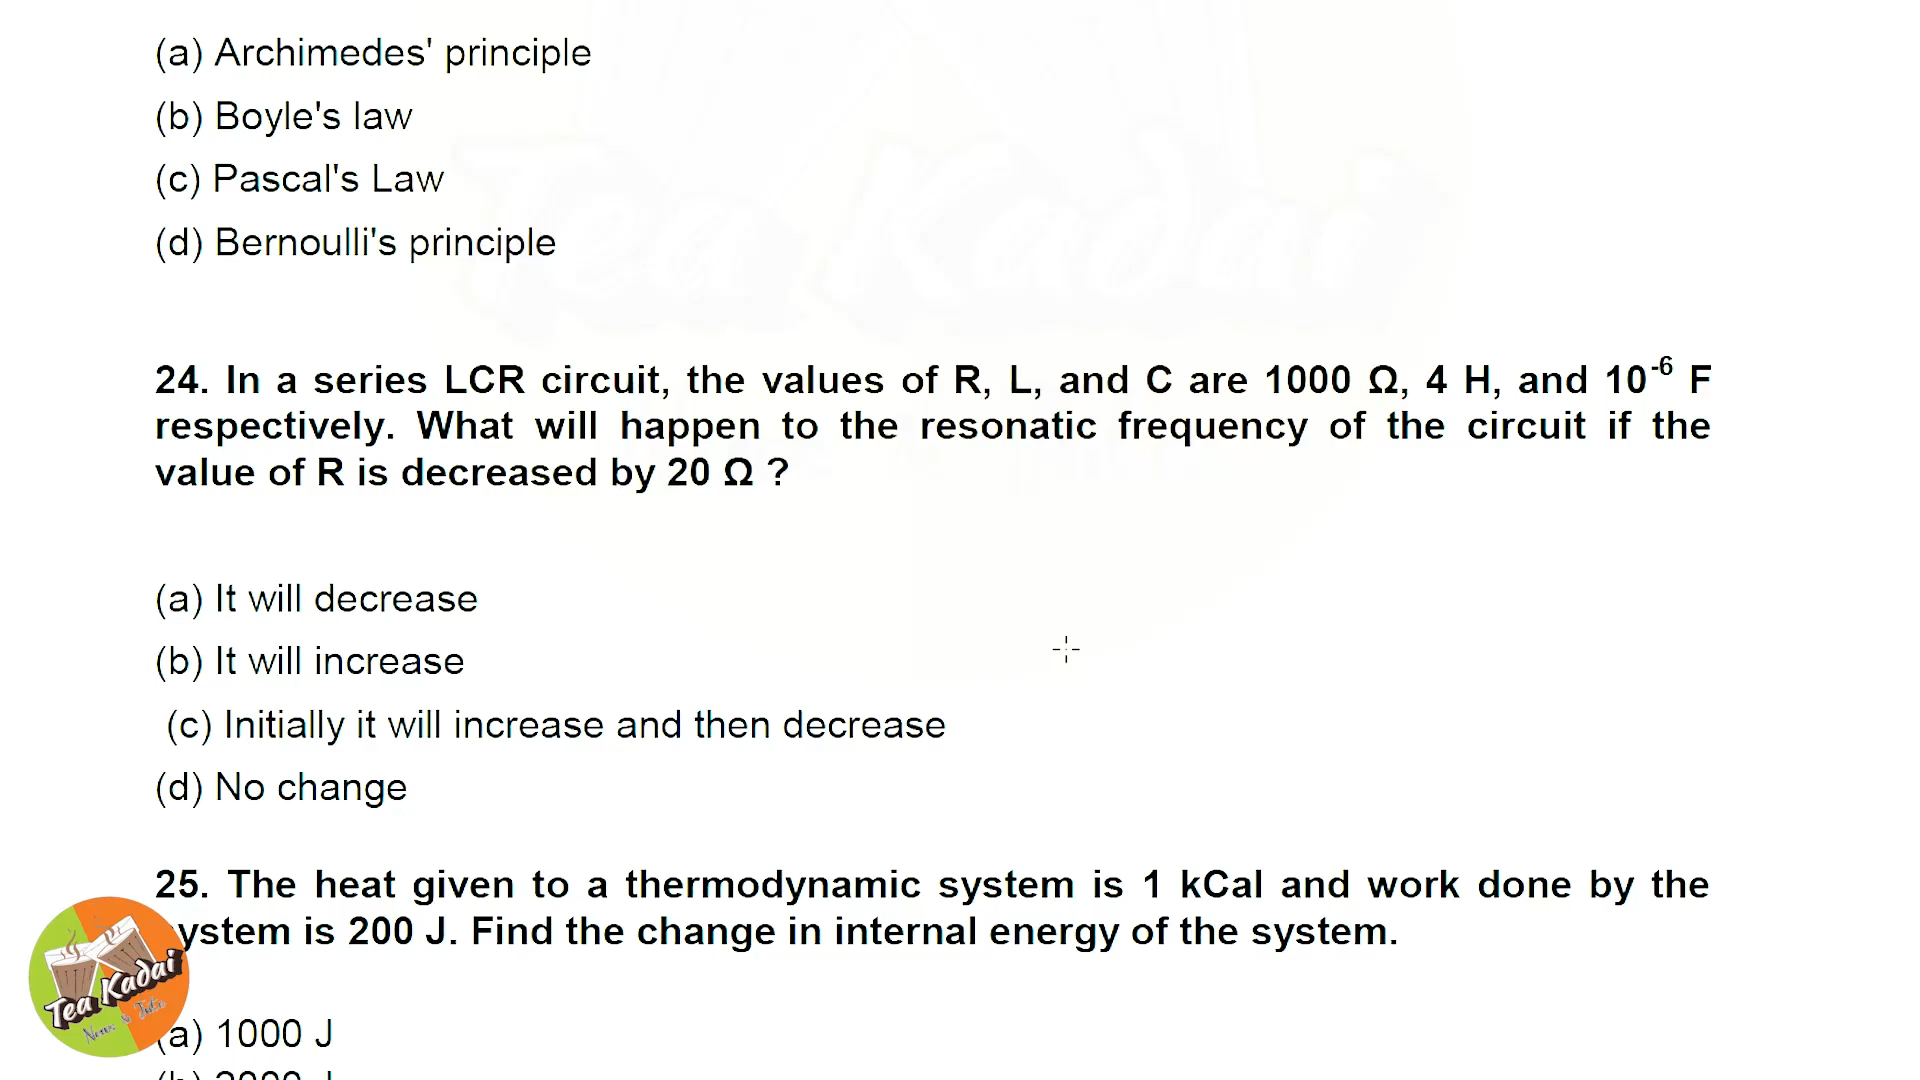 (a) Archimedes' principle
(b) Boyle's law
(c) Pascal's Law
(d) Bernoulli's principle
Tea Kadai
24. In a series LCR circuit, the values of R, L, and C are 1000 Ω, 4 H, and 10⁻⁶ F
respectively. What will happen to the resonatic frequency of the circuit if the
value of R is decreased by 20 Ω ?
(a) It will decrease
(b) It will increase
(c) Initially it will increase and then decrease
(d) No change
25. The heat given to a thermodynamic system is 1 kCal and work done by the
ystem is 200 J. Find the change in internal energy of the system.
Tea Kadai
a) 1000 J